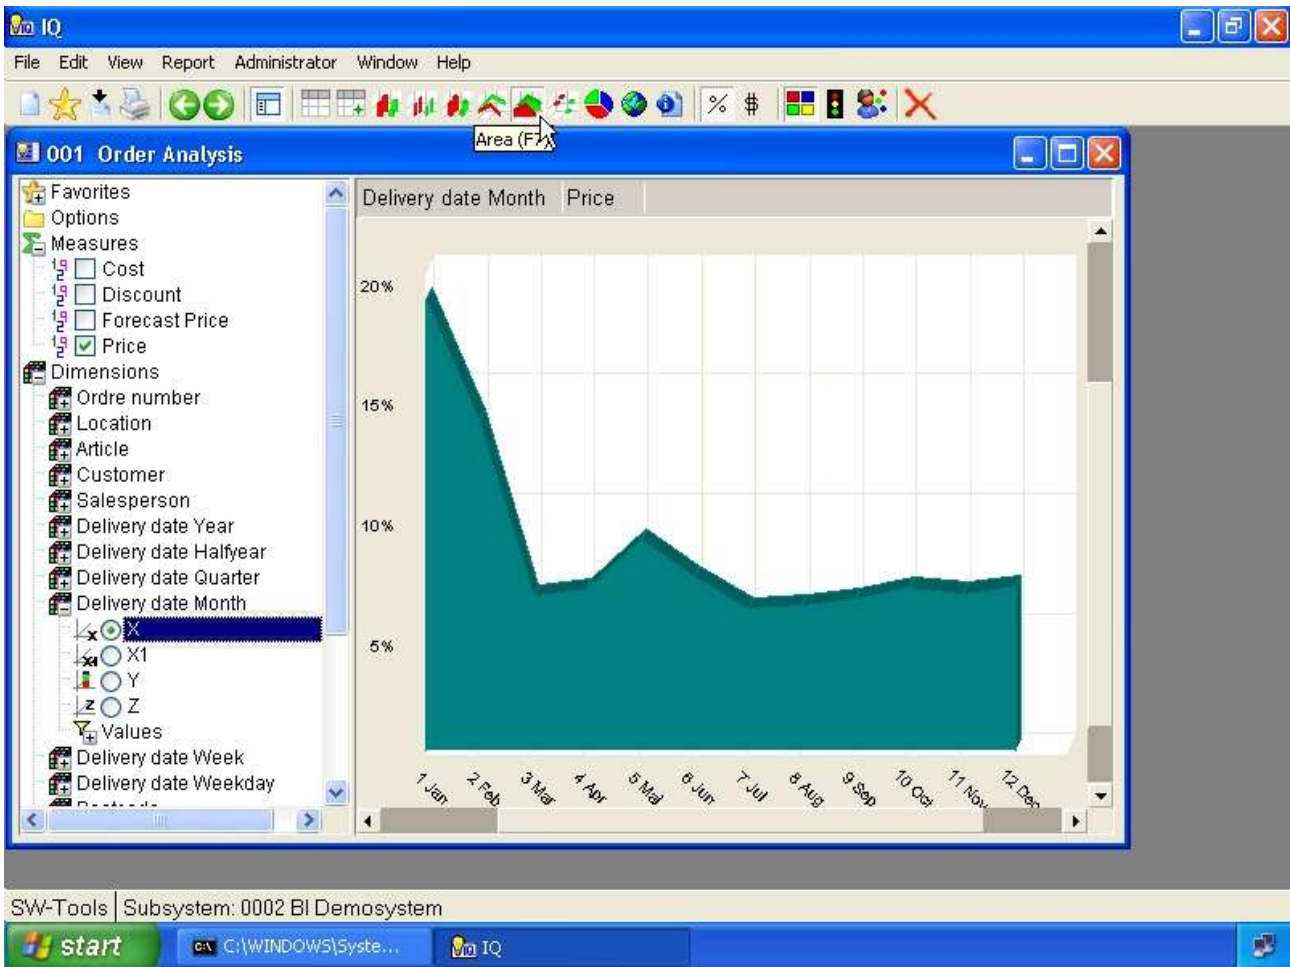 IQ
File Edit View Report Administrator Window Help
% $
Area (F7)
001 Order Analysis
Favorites
Options
Measures
Cost
Discount
Forecast Price
Price
Dimensions
Ordre number
Location
Article
Customer
Salesperson
Delivery date Year
Delivery date Halfyear
Delivery date Quarter
Delivery date Month
X
X1
Y
Z
Values
Delivery date Week
Delivery date Weekday
Delivery date Month Price
20%
15%
10%
5%
1 Jan 2 Feb 3 Mar 4 Apr 5 Maj 6 Jun 7 Jul 8 Aug 9 Sep 10 Oct 11 Nov 12 Dec
SW-Tools Subsystem: 0002 BI Demosystem
start C:\WINDOWS\Syste... IQ